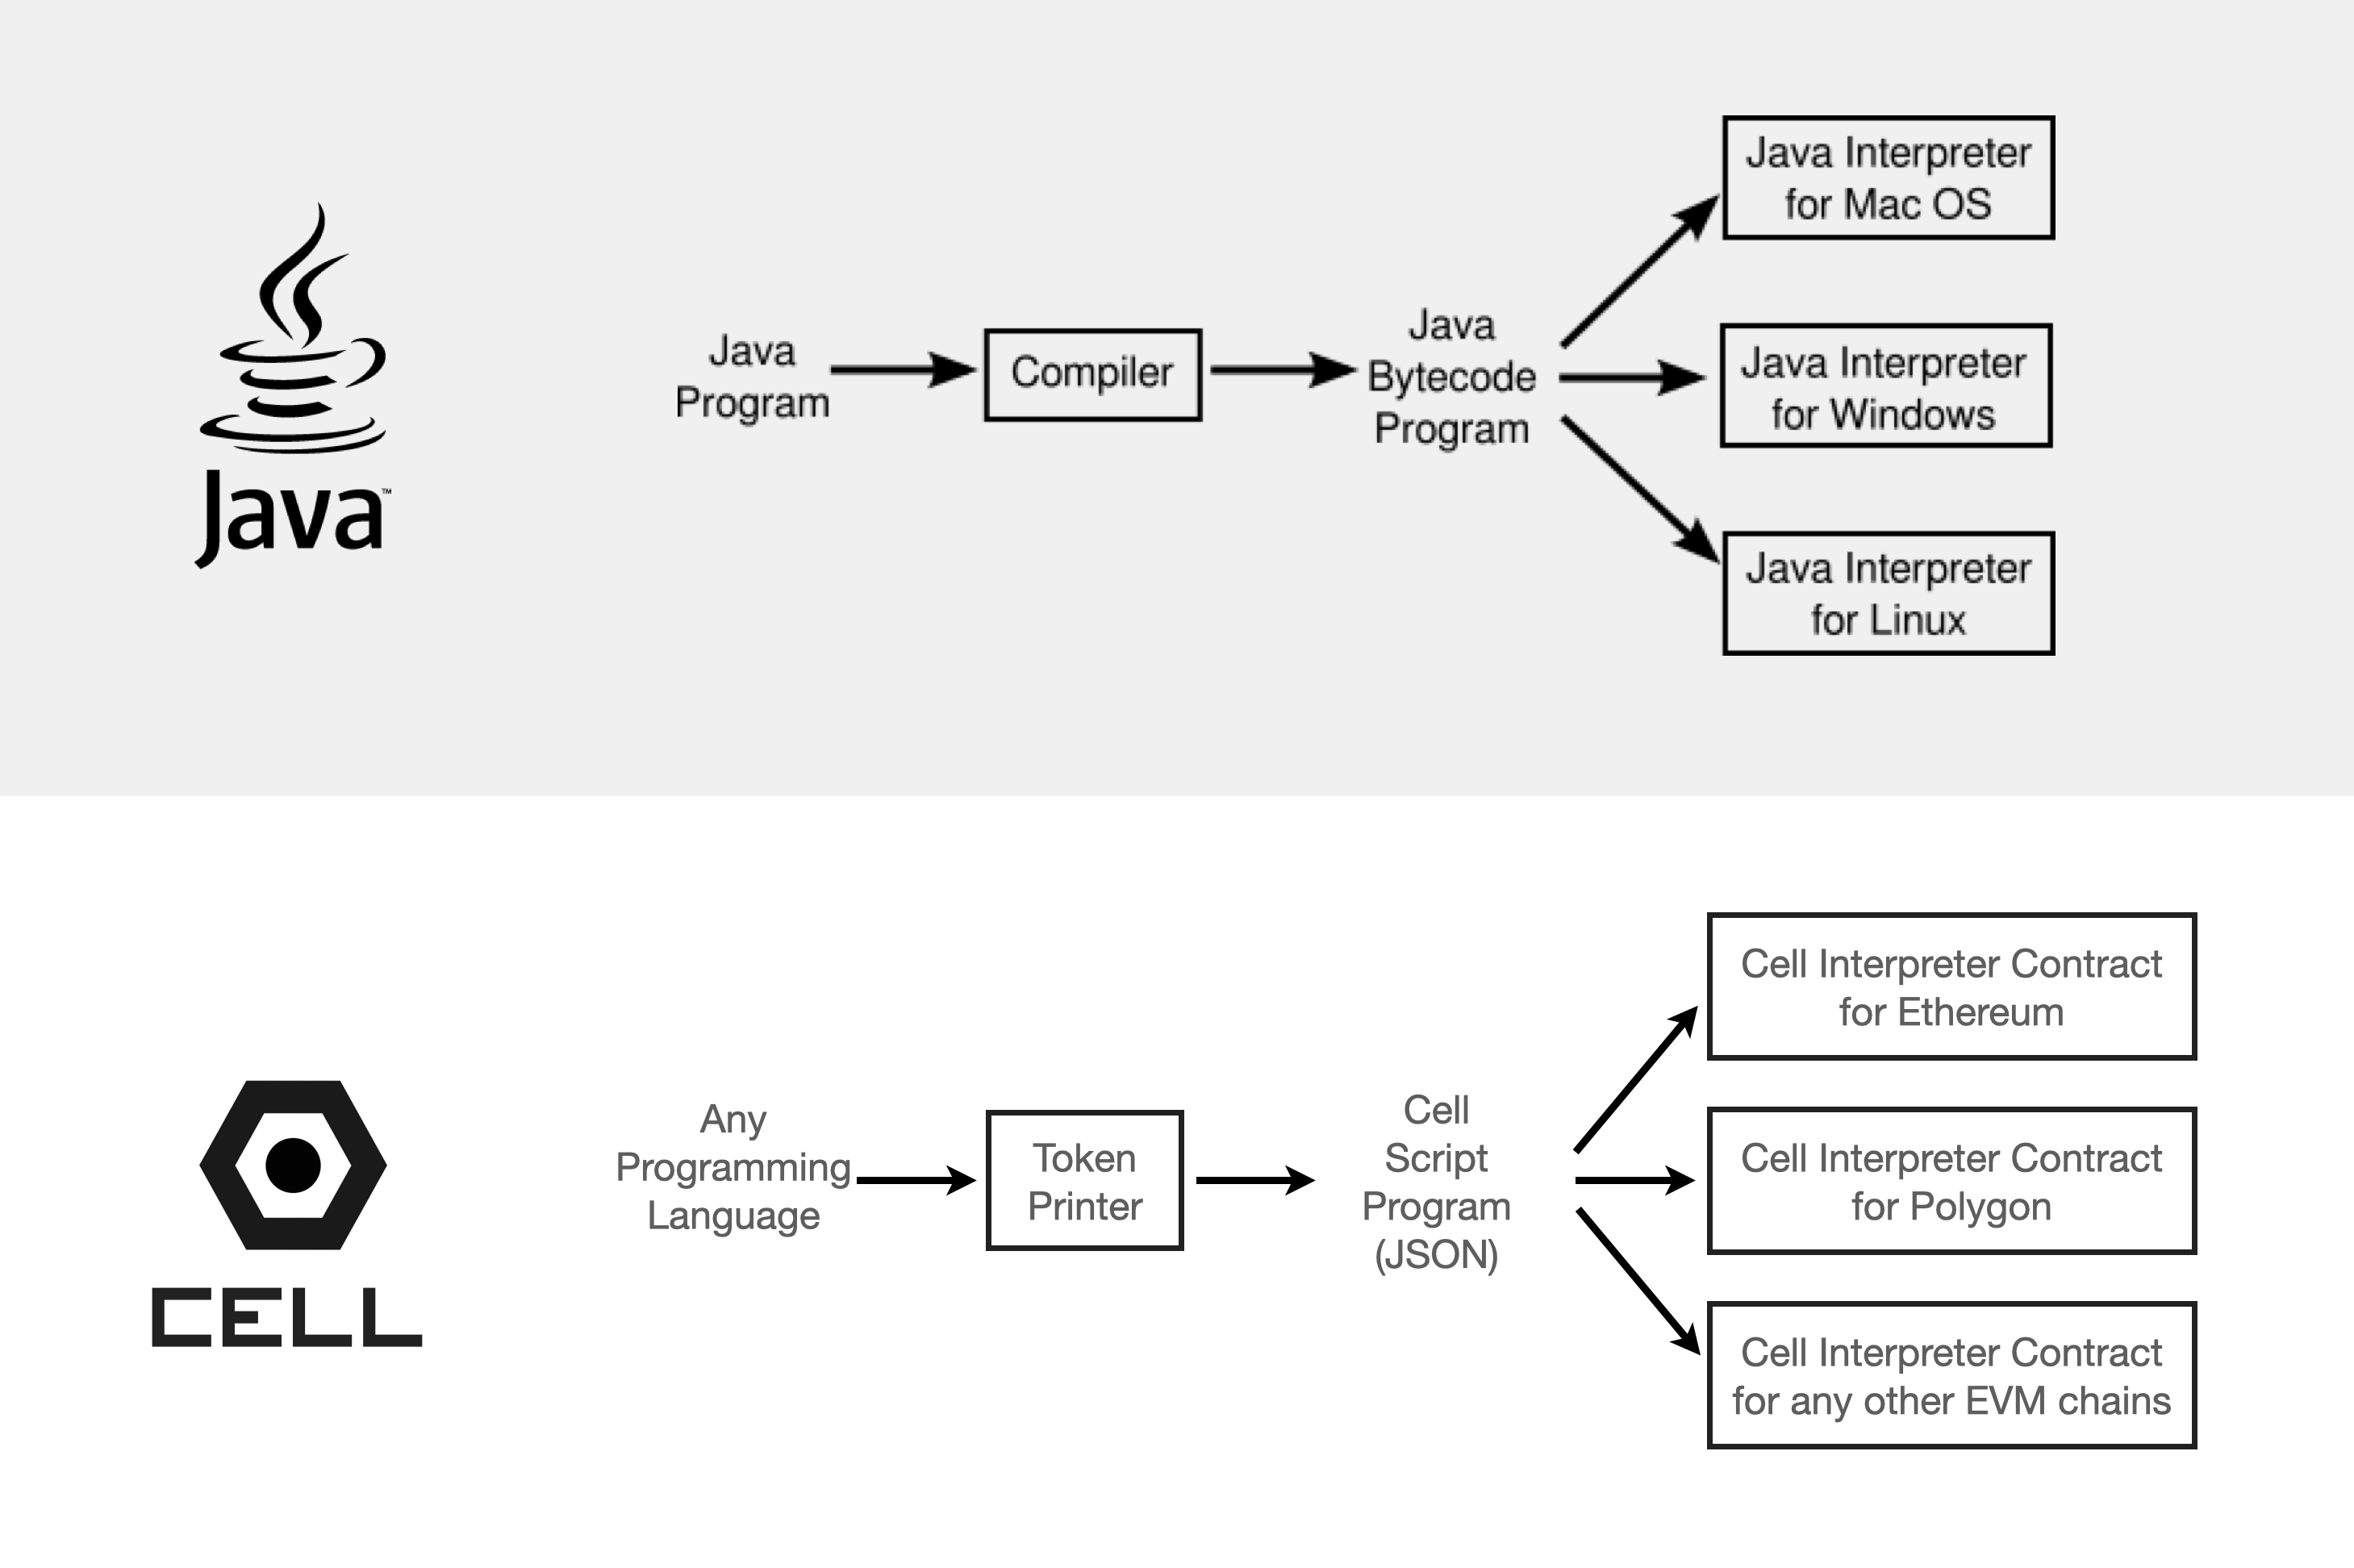 Java™
Java
Program
Compiler
Java
Bytecode
Program
Java Interpreter
for Mac OS
Java Interpreter
for Windows
Java Interpreter
for Linux
CELL
Any
Programming
Language
Token
Printer
Cell
Script
Program
(JSON)
Cell Interpreter Contract
for Ethereum
Cell Interpreter Contract
for Polygon
Cell Interpreter Contract
for any other EVM chains